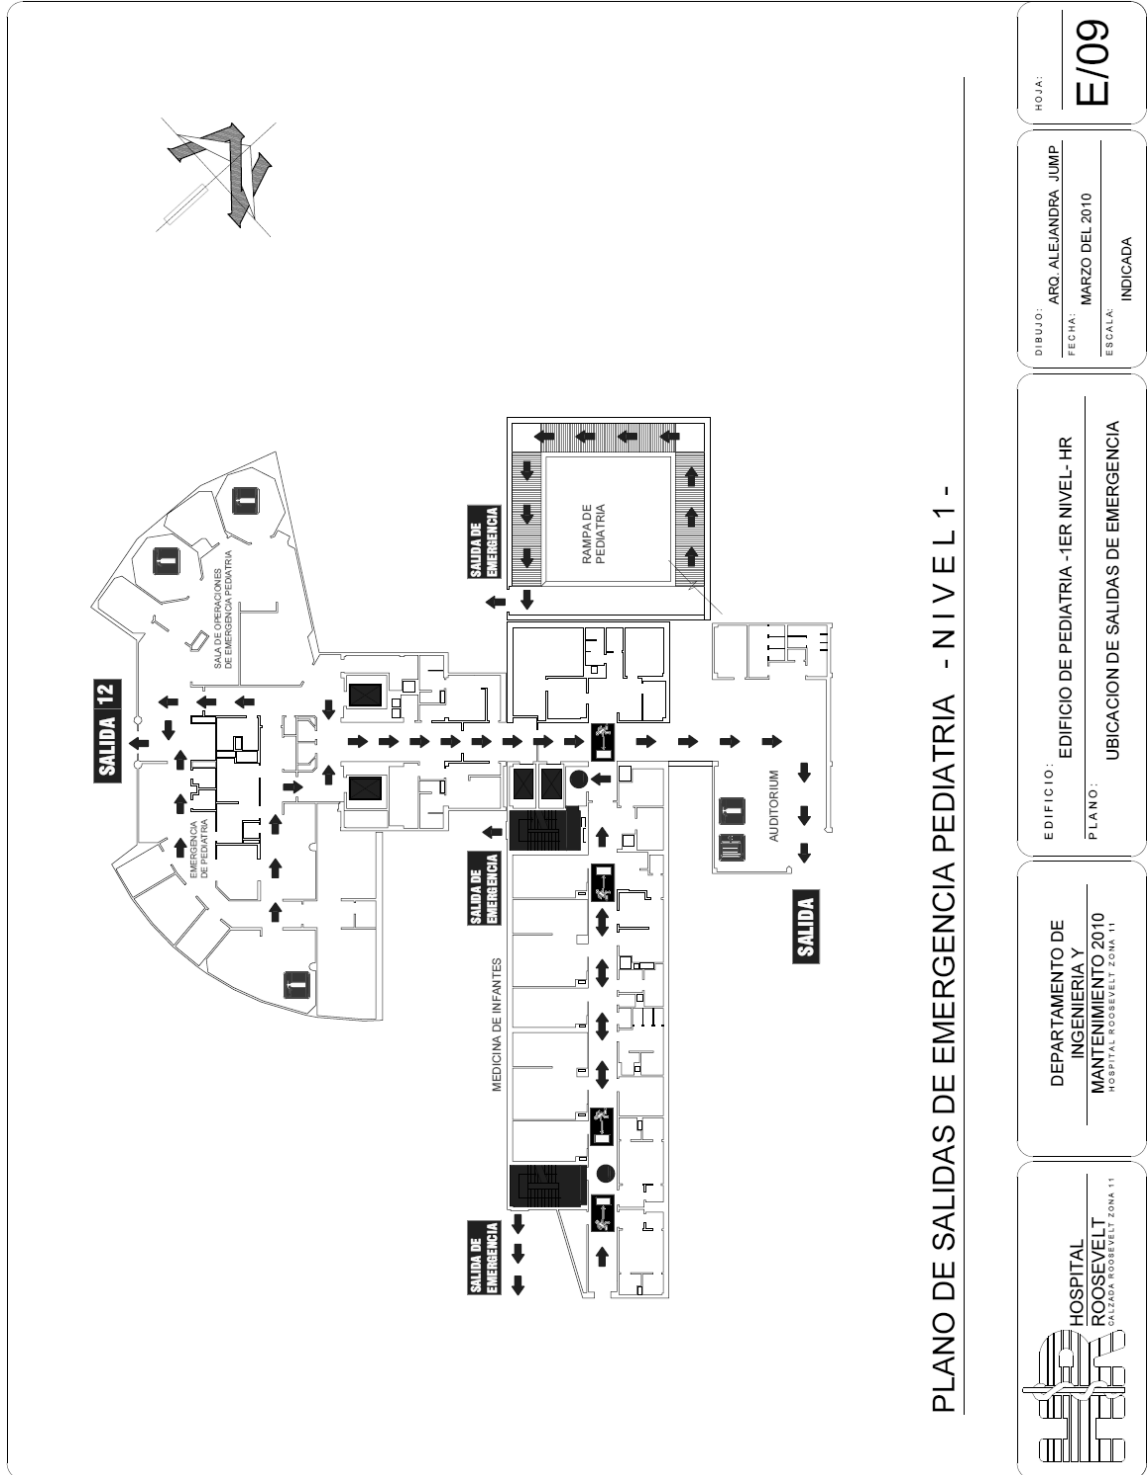 SALIDA 12
SALA DE OPERACIONES
DE EMERGENCIA PEDIATRIA
EMERGENCIA
DE PEDIATRIA
SALIDA DE
EMERGENCIA
RAMPA DE
PEDIATRIA
SALIDA DE
EMERGENCIA
MEDICINA DE INFANTES
SALIDA DE
EMERGENCIA
AUDITORIUM
SALIDA
PLANO DE SALIDAS DE EMERGENCIA PEDIATRIA - N I V E L 1 -
HOSPITAL
ROOSEVELT
CALZADA ROOSEVELT ZONA 11
DEPARTAMENTO DE
INGENIERIA Y
MANTENIMIENTO 2010
HOSPITAL ROOSEVELT ZONA 11
EDIFICIO:
EDIFICIO DE PEDIATRIA -1ER NIVEL- HR
PLANO:
UBICACION DE SALIDAS DE EMERGENCIA
DIBUJO:
ARQ. ALEJANDRA JUMP
FECHA:
MARZO DEL 2010
ESCALA:
INDICADA
HOJA:
E/09